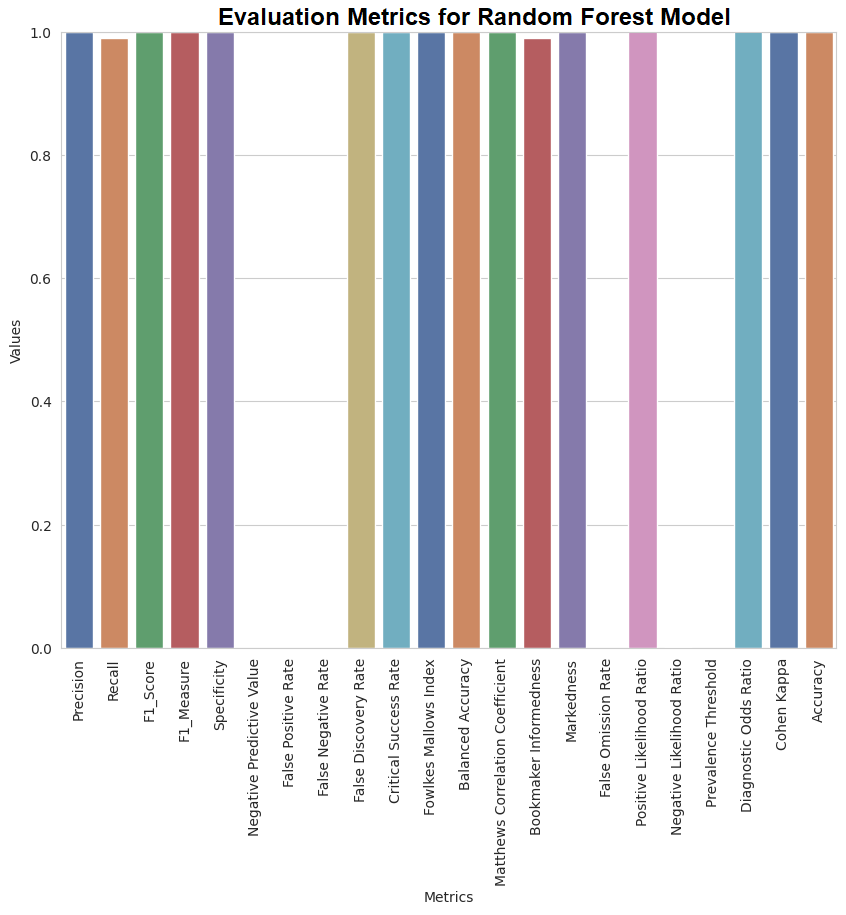 Evaluation Metrics for Random Forest Model
1.0
0.8
0.6
0.4
0.2
0.0
Values
Precision
Recall
F1_Score
F1_Measure
Specificity
Negative Predictive Value
False Positive Rate
False Negative Rate
False Discovery Rate
Critical Success Rate
Fowlkes Mallows Index
Balanced Accuracy
Matthews Correlation Coefficient
Bookmaker Informedness
Markedness
False Omission Rate
Positive Likelihood Ratio
Negative Likelihood Ratio
Prevalence Threshold
Diagnostic Odds Ratio
Cohen Kappa
Accuracy
Metrics